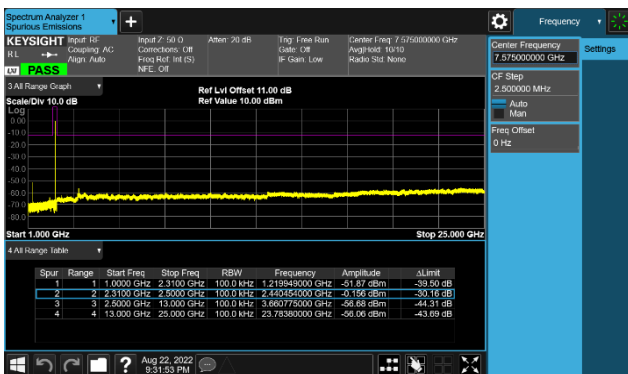 Spectrum Analyzer 1
Spurious Emissions
Frequency
KEYSIGHT Input: RF Input Z: 50 Ω Atten: 20 dB Trig: Free Run Center Freq: 7.575000000 GHz
RL Coupling: AC Corrections: Off Gate: Off Avg|Hold: 10/10
Align: Auto Freq Ref: Int (S) IF Gain: Low Radio Std: None
LXI PASS NFE: Off
Center Frequency
7.575000000 GHz
Settings
CF Step
2.500000 MHz
Auto
Man
Freq Offset
0 Hz
3 All Range Graph
Ref Lvl Offset 11.00 dB
Scale/Div 10.0 dB Ref Value 10.00 dBm
Log
0.00
-10.0
-20.0
-30.0
-40.0
-50.0
-60.0
-70.0
-80.0
Start 1.000 GHz Stop 25.000 GHz
4 All Range Table
Spur Range Start Freq Stop Freq RBW Frequency Amplitude ΔLimit
1 1 1.0000 GHz 2.3100 GHz 100.0 kHz 1.219949000 GHz -51.87 dBm -39.50 dB
2 2 2.3100 GHz 2.5000 GHz 100.0 kHz 2.440454000 GHz -0.156 dBm -30.16 dB
3 3 2.5000 GHz 13.000 GHz 100.0 kHz 3.660775000 GHz -56.68 dBm -44.31 dB
4 4 13.000 GHz 25.000 GHz 100.0 kHz 23.78380000 GHz -56.06 dBm -43.69 dB
Aug 22, 2022
9:31:53 PM